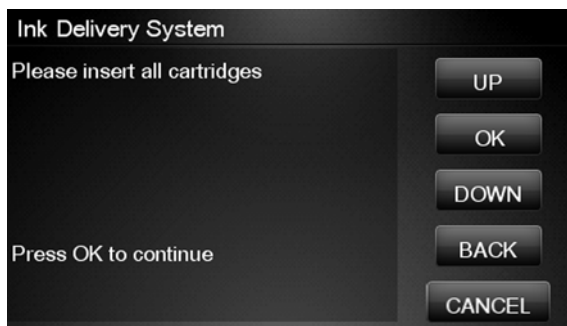 Ink Delivery System
Please insert all cartridges
UP
OK
DOWN
Press OK to continue
BACK
CANCEL